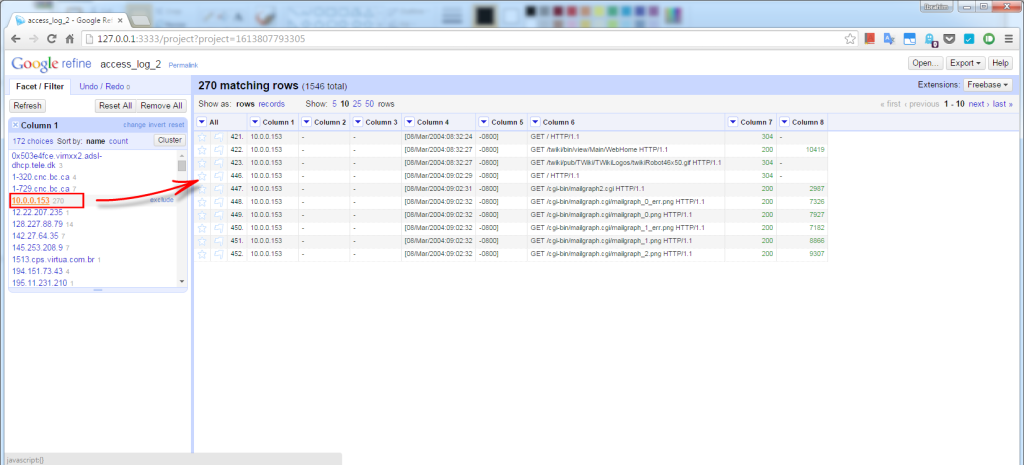 access_log_2 - Google Ref
Ibrahim
127.0.0.1:3333/project?project=1613807793305
Google refine access_log_2 Permalink
Open... Export Help
Facet / Filter Undo / Redo 0
270 matching rows (1546 total)
Extensions: Freebase
Refresh Reset All Remove All
Show as: rows records Show: 5 10 25 50 rows
« first ‹ previous 1 - 10 next › last »
Column 1 change invert reset
172 choices Sort by: name count Cluster
0x503e4fce.virnxx2.adsl-
dhcp.tele.dk 3
1-320.cnc.bc.ca 4
1-729.cnc.bc.ca 7
10.0.0.153 270 exclude
12.22.207.235 1
128.227.88.79 14
142.27.64.35 7
145.253.208.9 7
1513.cps.virtua.com.br 1
194.151.73.43 4
195.11.231.210 1
All Column 1 Column 2 Column 3 Column 4 Column 5 Column 6 Column 7 Column 8
421. 10.0.0.153 - - [08/Mar/2004:08:32:24 -0800] GET / HTTP/1.1 304 -
422. 10.0.0.153 - - [08/Mar/2004:08:32:27 -0800] GET /twiki/bin/view/Main/WebHome HTTP/1.1 200 10419
423. 10.0.0.153 - - [08/Mar/2004:08:32:27 -0800] GET /twiki/pub/TWiki/TWikiLogos/twikiRobot46x50.gif HTTP/1.1 304 -
446. 10.0.0.153 - - [08/Mar/2004:09:02:29 -0800] GET / HTTP/1.1 304 -
447. 10.0.0.153 - - [08/Mar/2004:09:02:31 -0800] GET /cgi-bin/mailgraph2.cgi HTTP/1.1 200 2987
448. 10.0.0.153 - - [08/Mar/2004:09:02:32 -0800] GET /cgi-bin/mailgraph.cgi/mailgraph_0_err.png HTTP/1.1 200 7326
449. 10.0.0.153 - - [08/Mar/2004:09:02:32 -0800] GET /cgi-bin/mailgraph.cgi/mailgraph_0.png HTTP/1.1 200 7927
450. 10.0.0.153 - - [08/Mar/2004:09:02:32 -0800] GET /cgi-bin/mailgraph.cgi/mailgraph_1_err.png HTTP/1.1 200 7182
451. 10.0.0.153 - - [08/Mar/2004:09:02:32 -0800] GET /cgi-bin/mailgraph.cgi/mailgraph_1.png HTTP/1.1 200 8866
452. 10.0.0.153 - - [08/Mar/2004:09:02:32 -0800] GET /cgi-bin/mailgraph.cgi/mailgraph_2.png HTTP/1.1 200 9307
javascript:{}